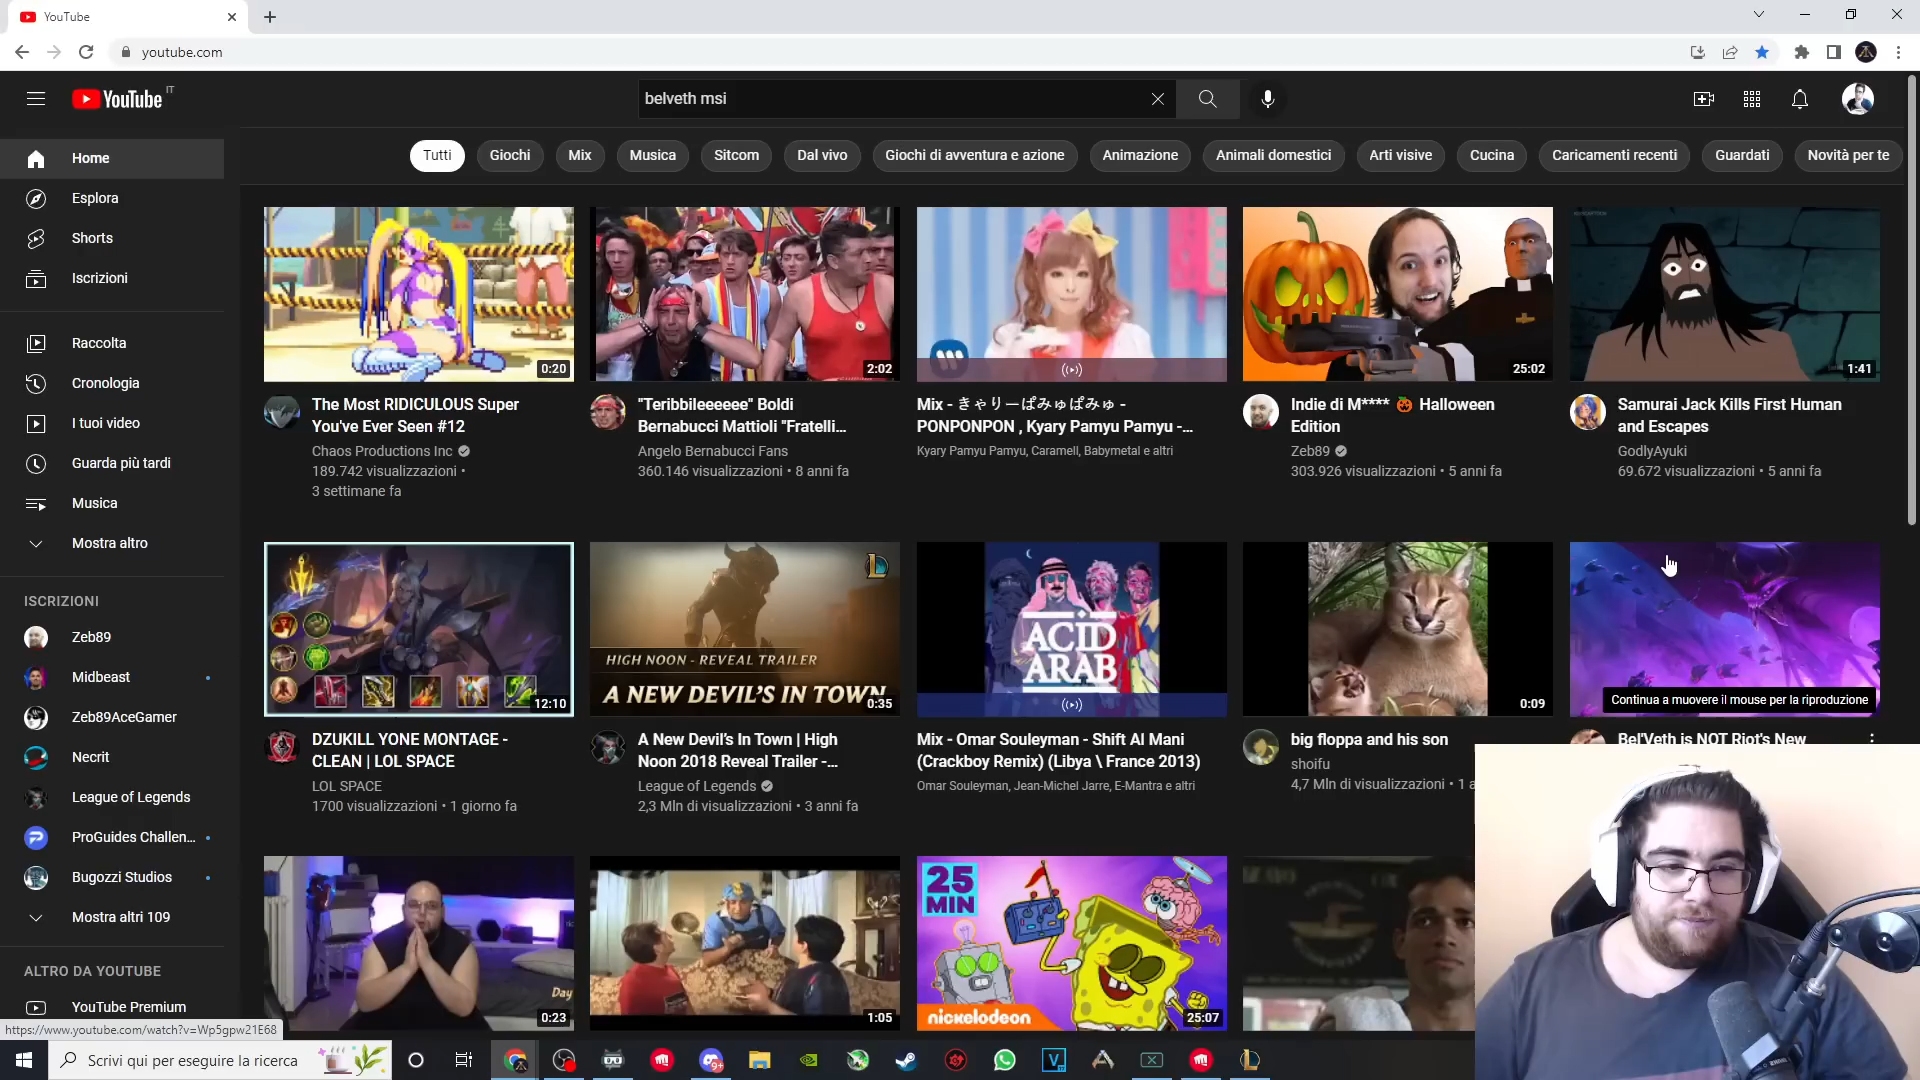 YouTube
youtube.com
YouTube IT
belveth msi
Home
Esplora
Shorts
Iscrizioni
Raccolta
Cronologia
I tuoi video
Guarda più tardi
Musica
Mostra altro
ISCRIZIONI
Zeb89
Midbeast
Zeb89AceGamer
Necrit
League of Legends
ProGuides Challen...
Bugozzi Studios
Mostra altri 109
ALTRO DA YOUTUBE
YouTube Premium
https://www.youtube.com/watch?v=Wp5gpw21E68
Tutti
Giochi
Mix
Musica
Sitcom
Dal vivo
Giochi di avventura e azione
Animazione
Animali domestici
Arti visive
Cucina
Caricamenti recenti
Guardati
Novità per te
0:20
The Most RIDICULOUS Super
You've Ever Seen #12
Chaos Productions Inc
189.742 visualizzazioni •
3 settimane fa
2:02
"Teribbileeeeee" Boldi
Bernabucci Mattioli "Fratelli...
Angelo Bernabucci Fans
360.146 visualizzazioni • 8 anni fa
Mix - きゃりーぱみゅぱみゅ -
PONPONPON , Kyary Pamyu Pamyu -...
Kyary Pamyu Pamyu, Caramell, Babymetal e altri
25:02
Indie di M**** 🎃 Halloween
Edition
Zeb89
303.926 visualizzazioni • 5 anni fa
1:41
Samurai Jack Kills First Human
and Escapes
GodlyAyuki
69.672 visualizzazioni • 5 anni fa
12:10
DZUKILL YONE MONTAGE -
CLEAN | LOL SPACE
LOL SPACE
1700 visualizzazioni • 1 giorno fa
HIGH NOON - REVEAL TRAILER
A NEW DEVIL'S IN TOWN
0:35
A New Devil's In Town | High
Noon 2018 Reveal Trailer -...
League of Legends
2,3 Mln di visualizzazioni • 3 anni fa
ACID
ARAB
Mix - Omar Souleyman - Shift Al Mani
(Crackboy Remix) (Libya \ France 2013)
Omar Souleyman, Jean-Michel Jarre, E-Mantra e altri
0:09
big floppa and his son
shoifu
4,7 Mln di visualizzazioni • 1 a
Continua a muovere il mouse per la riproduzione
Bel'Veth is NOT Riot's New
Day
0:23
1:05
25
MIN
nickelodeon
25:07
Scrivi qui per eseguire la ricerca
9+